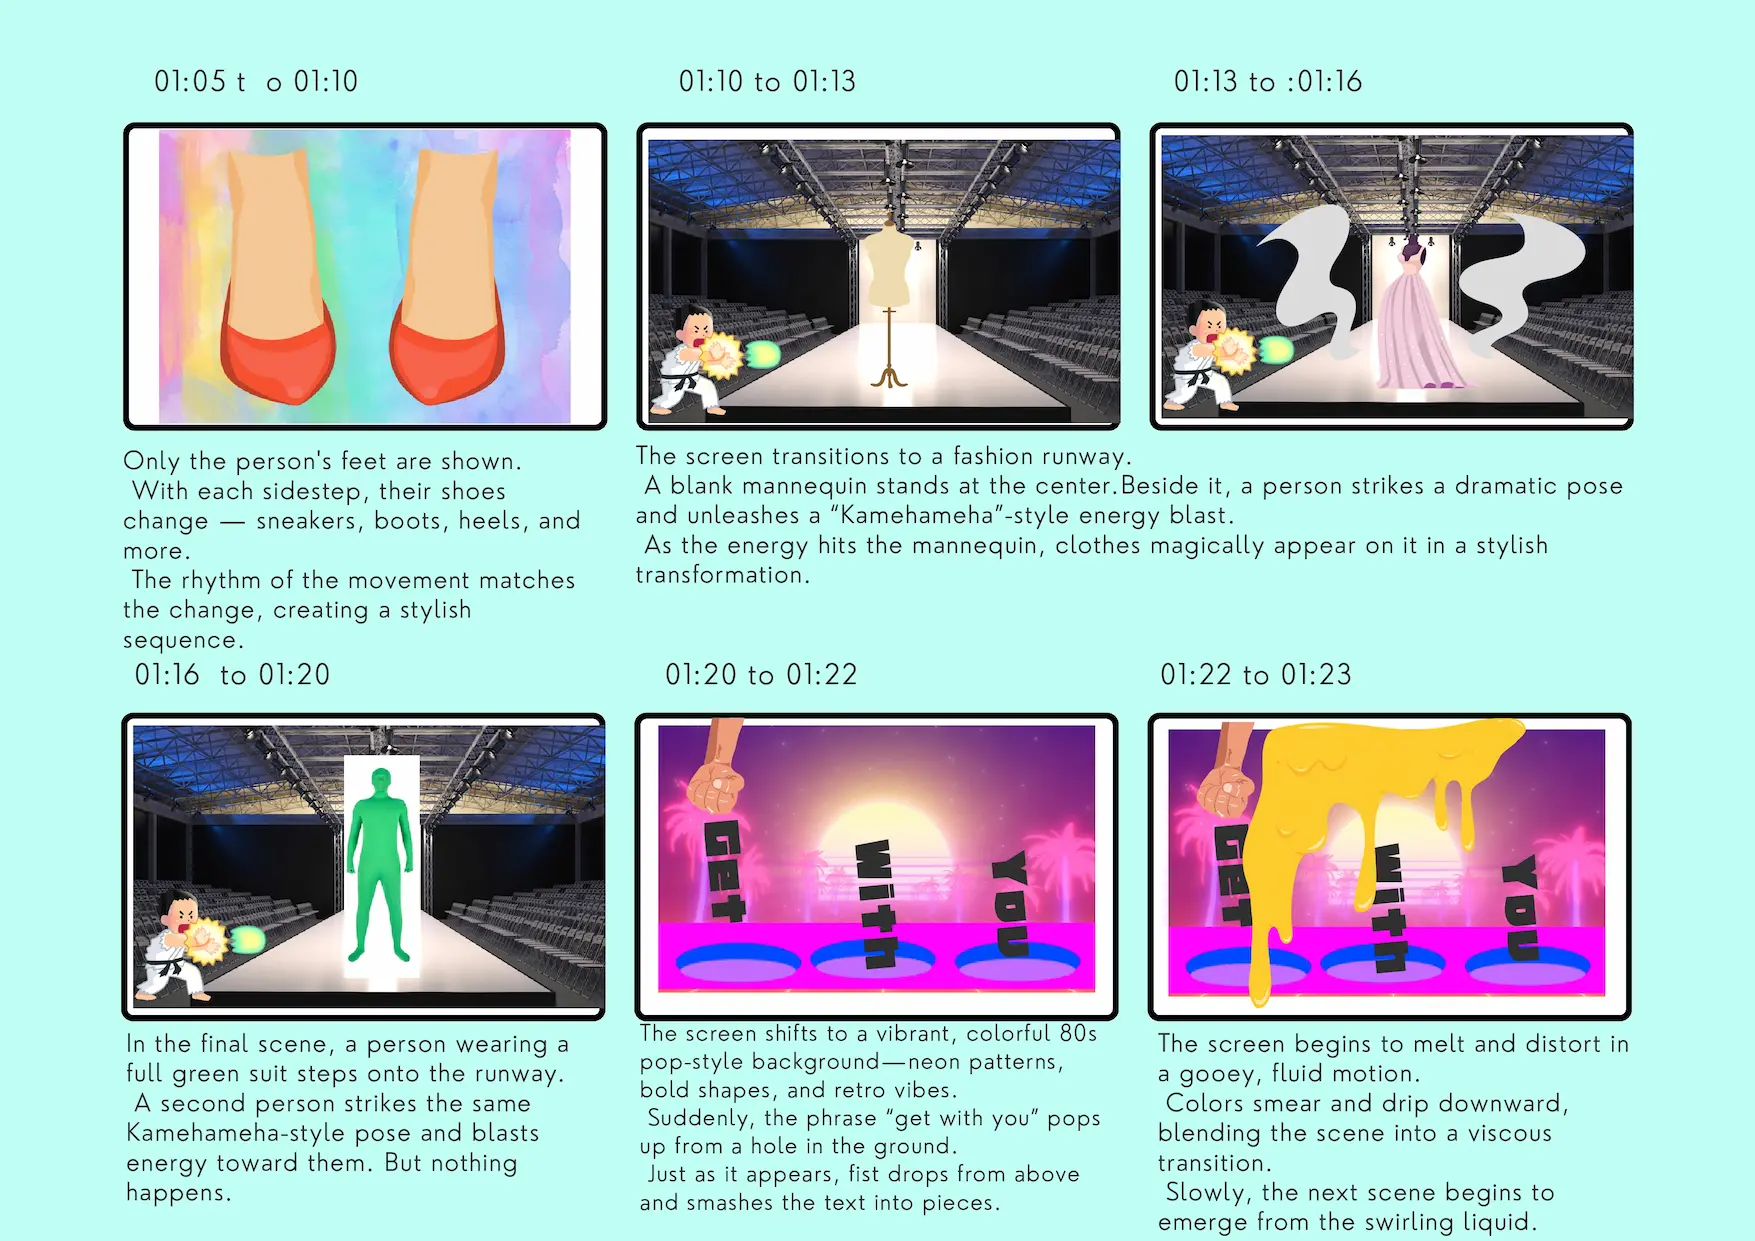 01:05 t o 01:10
01:10 to 01:13
01:13 to :01:16
Only the person's feet are shown.
With each sidestep, their shoes
change — sneakers, boots, heels, and
more.
The rhythm of the movement matches
the change, creating a stylish
sequence.
The screen transitions to a fashion runway.
A blank mannequin stands at the center.Beside it, a person strikes a dramatic pose
and unleashes a “Kamehameha”-style energy blast.
As the energy hits the mannequin, clothes magically appear on it in a stylish
transformation.
01:16 to 01:20
01:20 to 01:22
01:22 to 01:23
Get
With
You
Get
With
You
In the final scene, a person wearing a
full green suit steps onto the runway.
A second person strikes the same
Kamehameha-style pose and blasts
energy toward them. But nothing
happens.
The screen shifts to a vibrant, colorful 80s
pop-style background—neon patterns,
bold shapes, and retro vibes.
Suddenly, the phrase “get with you” pops
up from a hole in the ground.
Just as it appears, fist drops from above
and smashes the text into pieces.
The screen begins to melt and distort in
a gooey, fluid motion.
Colors smear and drip downward,
blending the scene into a viscous
transition.
Slowly, the next scene begins to
emerge from the swirling liquid.